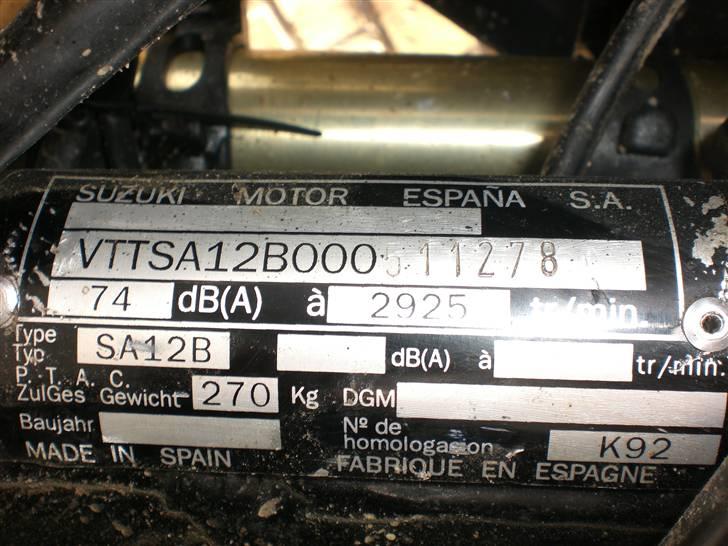 SUZUKI MOTOR ESPAÑA S.A.
VTTSA12B000511278
74 dB(A) à 2925 tr/min.
Type
Typ SA12B dB(A) à tr/min.
P. T. A. C.
ZulGes Gewicht 270 Kg DGM
Baujahr Nº de homologasion K92
MADE IN SPAIN FABRIQUE EN ESPAGNE